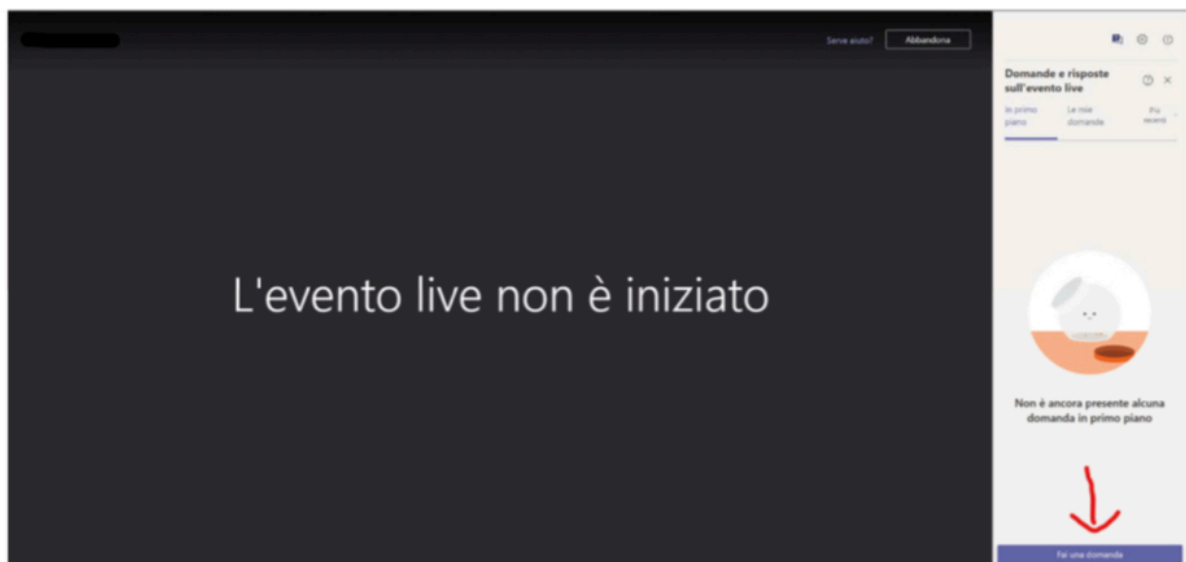 Serve aiuto?
Abbandona
Domande e risposte
sull'evento live
In primo
piano
Le mie
domande
Più
recenti
L'evento live non è iniziato
Non è ancora presente alcuna
domanda in primo piano
Fai una domanda